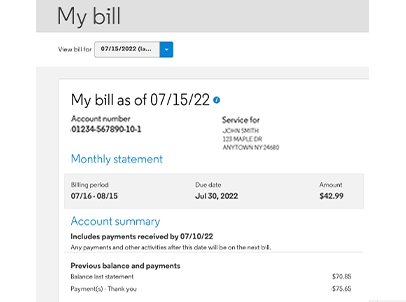 My bill
View bill for 07/15/2022 (la...
My bill as of 07/15/22
Account number
01234-567890-10-1
Service for
JOHN SMITH
123 MAPLE DR
ANYTOWN NY 24680
Monthly statement
Billing period Due date Amount
07/16 - 08/15 Jul 30, 2022 $42.99
Account summary
Includes payments received by 07/10/22
Any payments and other activities after this date will be on the next bill.
Previous balance and payments
Balance last statement $70.85
Payment(s) - Thank you -$75.65